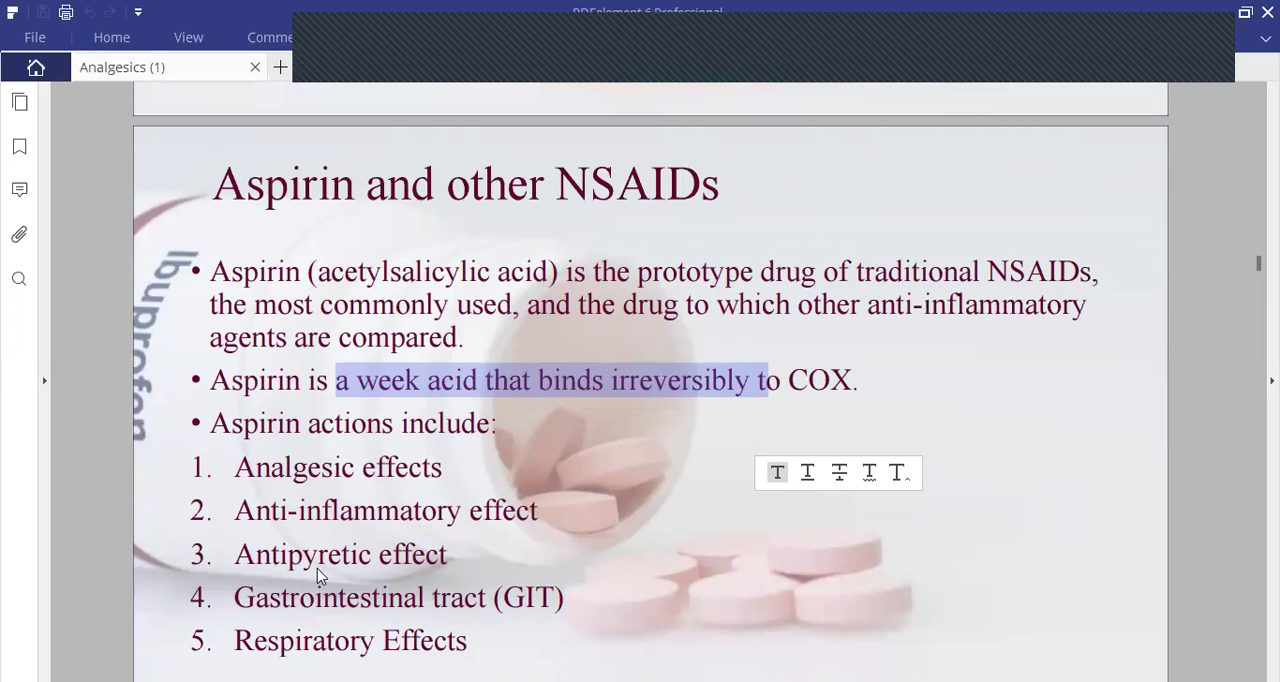 File Home View Comme
Analgesics (1)
Aspirin and other NSAIDs
• Aspirin (acetylsalicylic acid) is the prototype drug of traditional NSAIDs,
the most commonly used, and the drug to which other anti-inflammatory
agents are compared.
• Aspirin is a week acid that binds irreversibly to COX.
• Aspirin actions include:
1. Analgesic effects
2. Anti-inflammatory effect
3. Antipyretic effect
4. Gastrointestinal tract (GIT)
5. Respiratory Effects
Ibuprofen